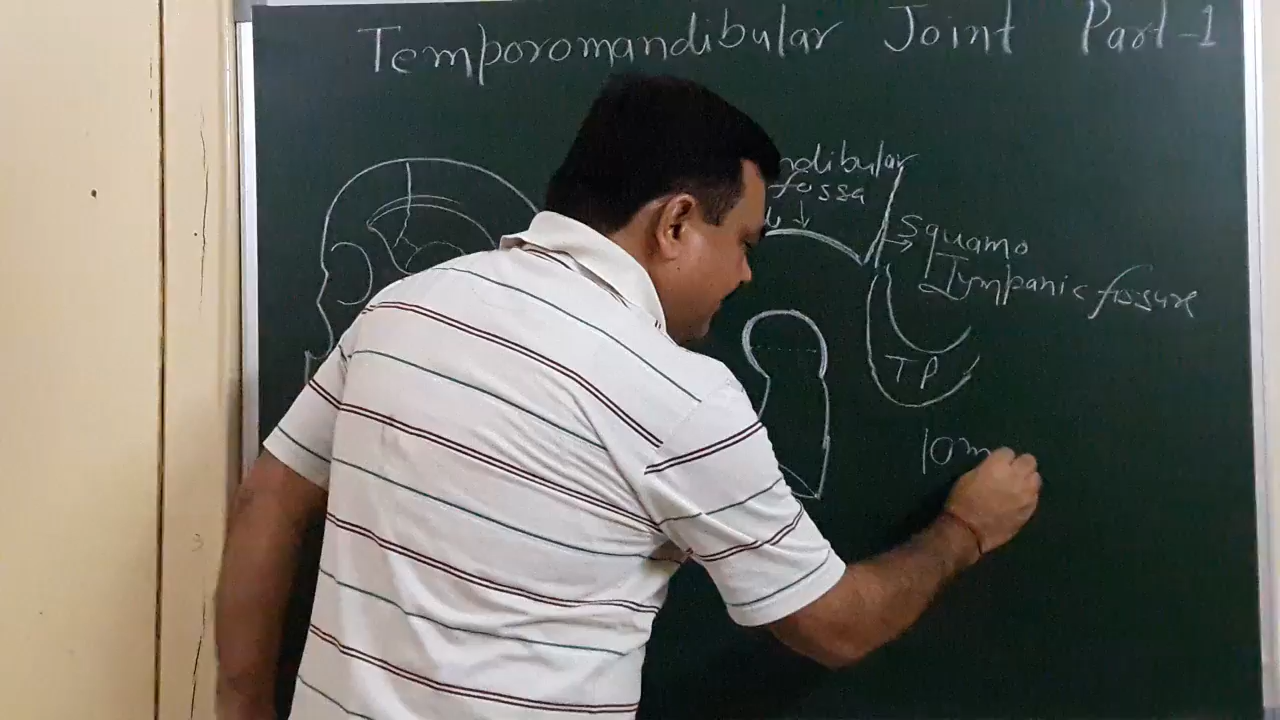 Temporomandibular Joint Part-1
ndibular
fossa
Squamo
Tympanic fissure
TP
10m